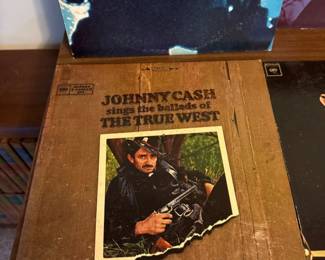 JOHNNY CASH
sings the ballads of
THE TRUE WEST